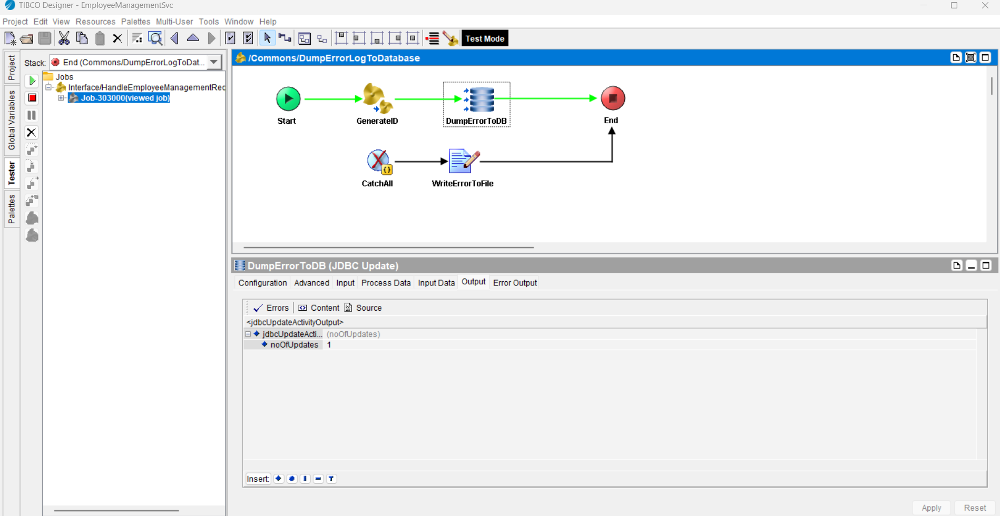 TIBCO Designer - EmployeeManagementSvc
Project Edit View Resources Palettes Multi-User Tools Window Help
Test Mode
Project
Global Variables
Tester
Palettes
Stack: End (Commons/DumpErrorLogToDat...
Jobs
Interface/HandleEmployeeManagementRec
Job-303000(viewed job)
/Commons/DumpErrorLogToDatabase
Start
GenerateID
DumpErrorToDB
End
CatchAll
WriteErrorToFile
DumpErrorToDB (JDBC Update)
Configuration Advanced Input Process Data Input Data Output Error Output
Errors Content Source
<jdbcUpdateActivityOutput>
jdbcUpdateActi... (noOfUpdates)
noOfUpdates 1
Insert:
Apply Reset